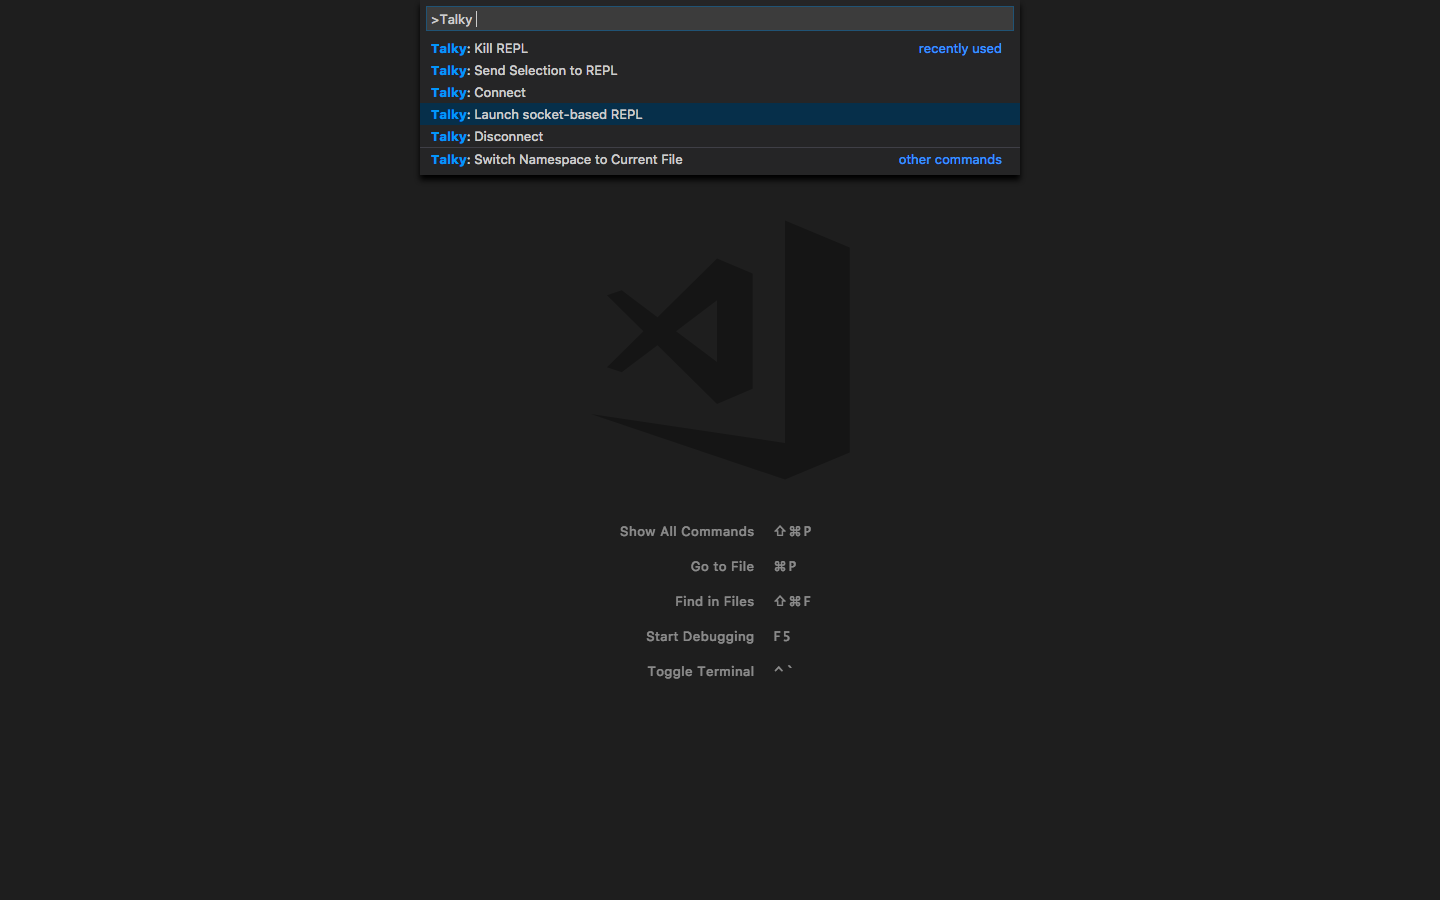 >Talky
Talky: Kill REPL recently used
Talky: Send Selection to REPL
Talky: Connect
Talky: Launch socket-based REPL
Talky: Disconnect
Talky: Switch Namespace to Current File other commands
Show All Commands ⇧⌘P
Go to File ⌘P
Find in Files ⇧⌘F
Start Debugging F5
Toggle Terminal ^`